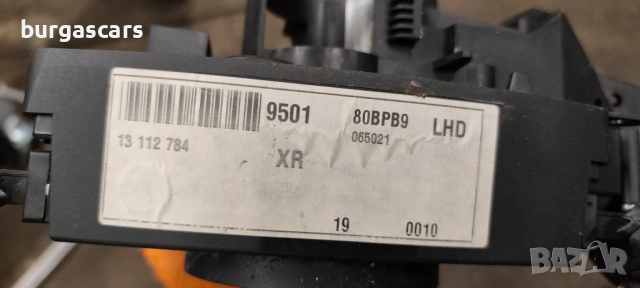 burgascars
9501 80BPB9 LHD
13 112 784 065021
XR
19 0010
BAZAR